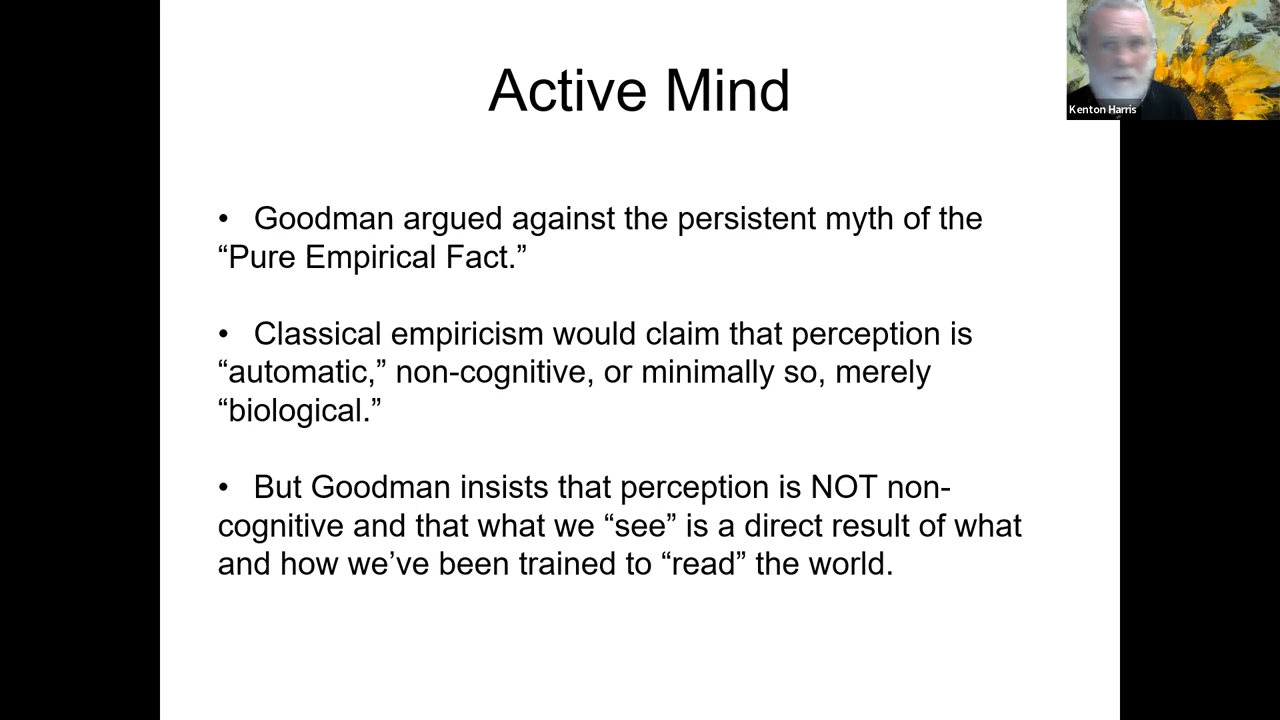 Active Mind
Kenton Harris
• Goodman argued against the persistent myth of the
“Pure Empirical Fact.”
• Classical empiricism would claim that perception is
“automatic,” non-cognitive, or minimally so, merely
“biological.”
• But Goodman insists that perception is NOT non-
cognitive and that what we “see” is a direct result of what
and how we’ve been trained to “read” the world.